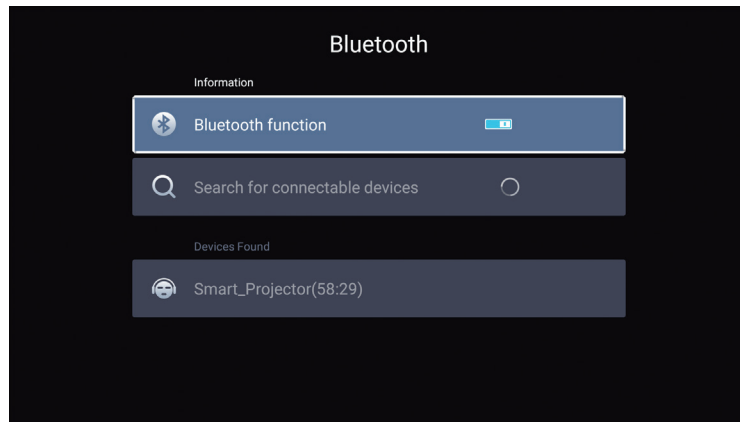 Bluetooth
Information
Bluetooth function
Search for connectable devices
Devices Found
Smart_Projector(58:29)